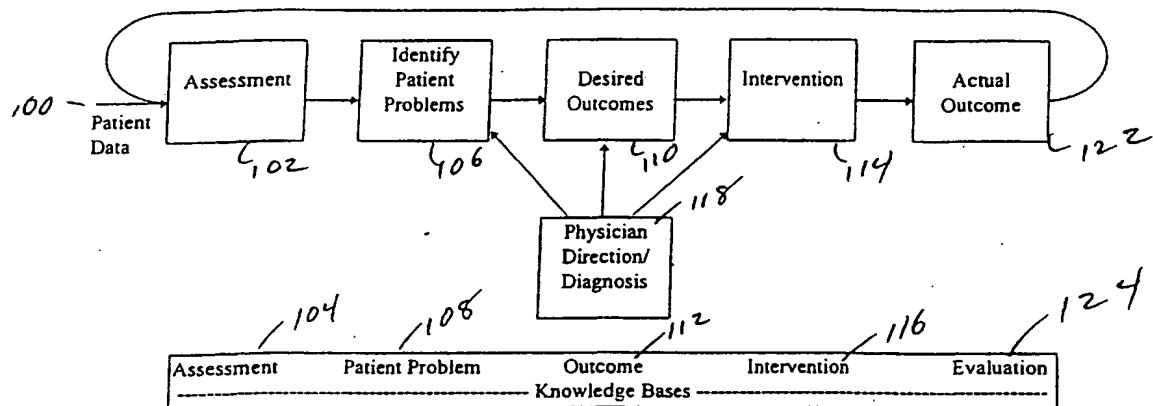 Assessment
Identify
Patient
Problems
Desired
Outcomes
Intervention
Actual
Outcome
100
Patient
Data
102
106
110
114
122
118
Physician
Direction/
Diagnosis
104
108
112
116
124
Assessment Patient Problem Outcome Intervention Evaluation
Knowledge Bases